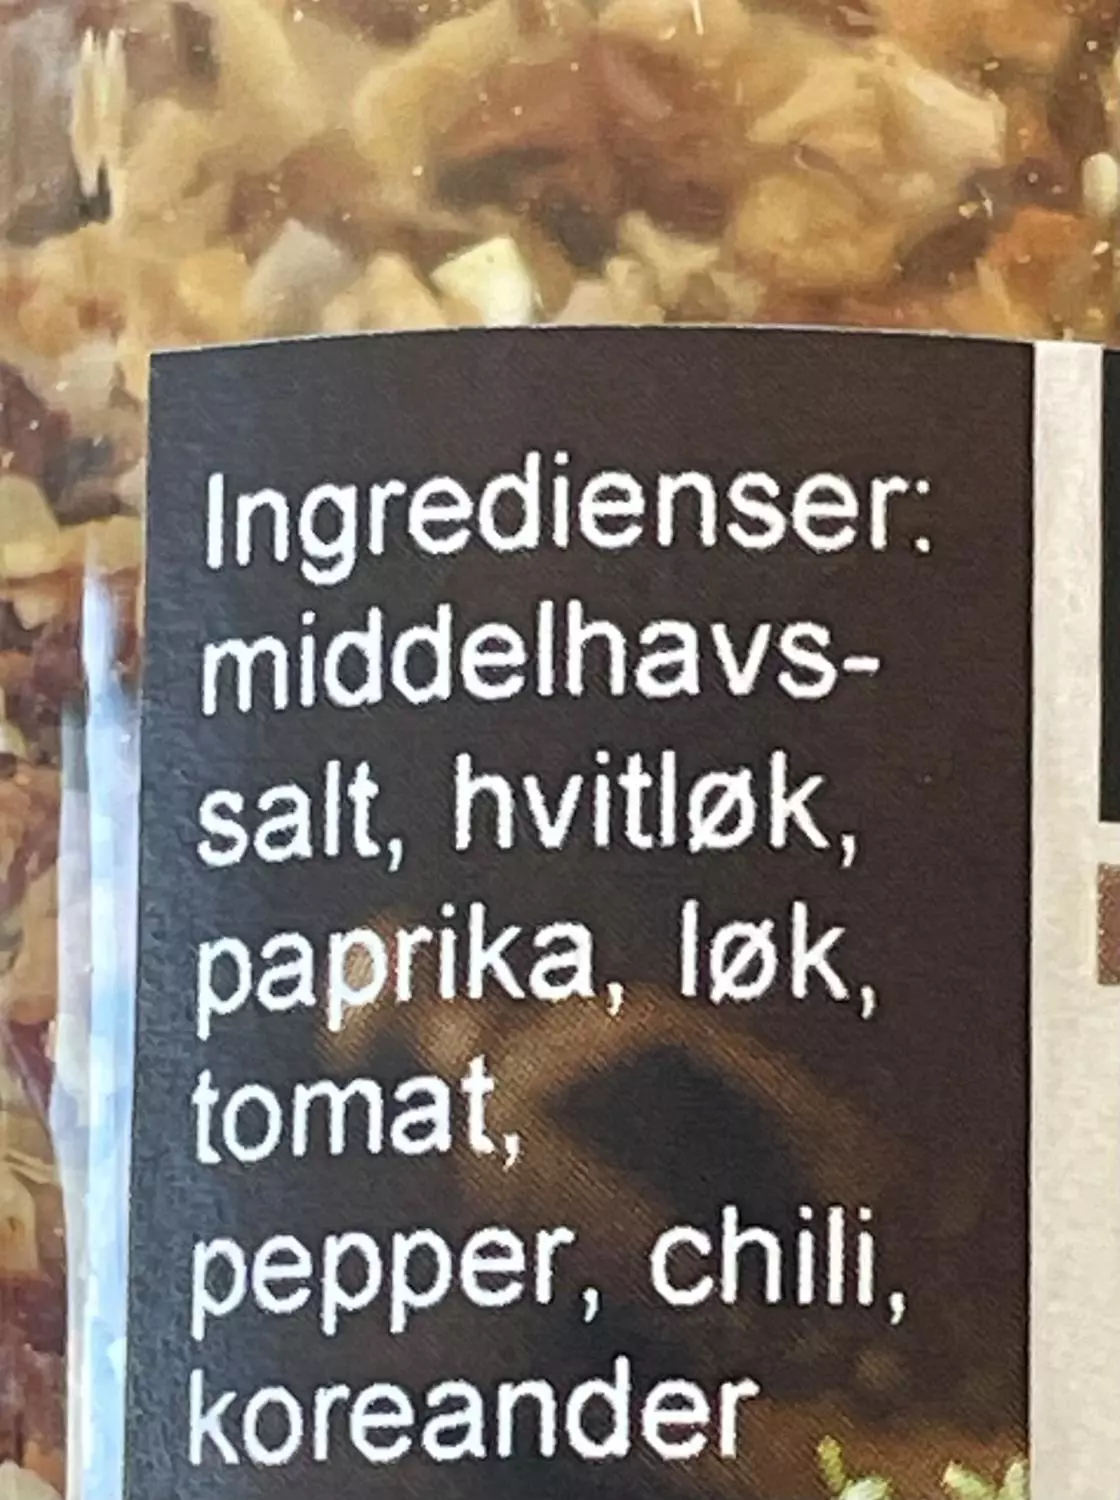 Ingredienser:
middelhavs-
salt, hvitløk,
paprika, løk,
tomat,
pepper, chili,
koreander